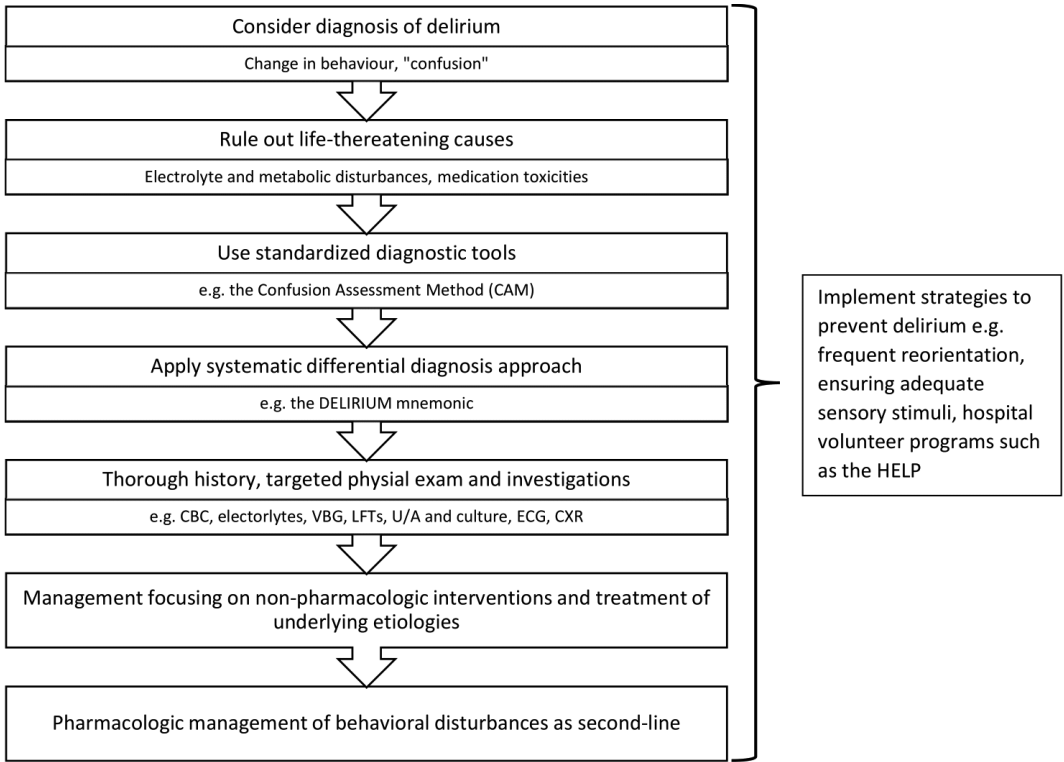 Consider diagnosis of delirium
Change in behaviour, "confusion"
Rule out life-thereatening causes
Electrolyte and metabolic disturbances, medication toxicities
Use standardized diagnostic tools
e.g. the Confusion Assessment Method (CAM)
Apply systematic differential diagnosis approach
e.g. the DELIRIUM mnemonic
Thorough history, targeted physial exam and investigations
e.g. CBC, electorlytes, VBG, LFTs, U/A and culture, ECG, CXR
Management focusing on non-pharmacologic interventions and treatment of
underlying etiologies
Pharmacologic management of behavioral disturbances as second-line
Implement strategies to
prevent delirium e.g.
frequent reorientation,
ensuring adequate
sensory stimuli, hospital
volunteer programs such
as the HELP